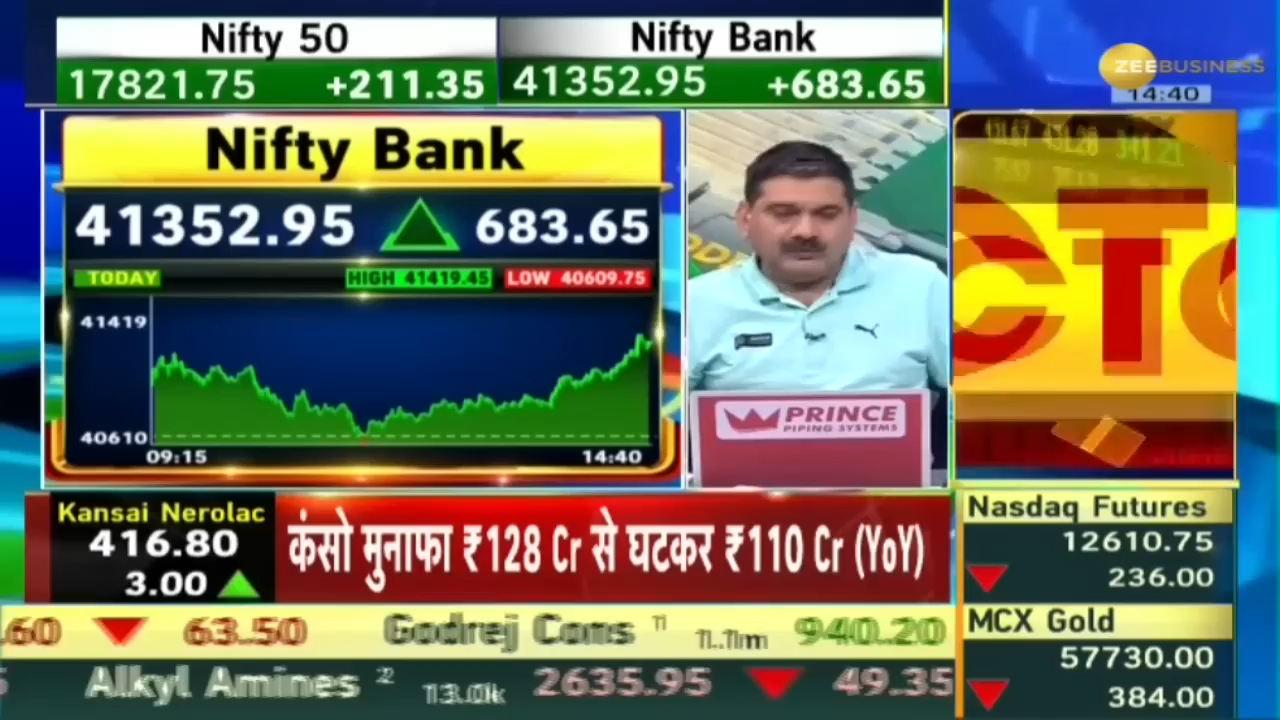 Nifty 50
17821.75 +211.35
Nifty Bank
41352.95 +683.65
ZEEBUSINESS
14:40
Nifty Bank
41352.95 683.65
TODAY HIGH 41419.45 LOW 40609.75
41419
40610
09:15 14:40
PRINCE
PIPING SYSTEMS
CT
Kansai Nerolac
416.80
3.00
कंसो मुनाफा ₹128 Cr से घटकर ₹110 Cr (YoY)
Nasdaq Futures
12610.75
236.00
MCX Gold
57730.00
384.00
.60 63.50 Godrej Cons 940.20
Alkyl Amines 13.0k 2635.95 49.35